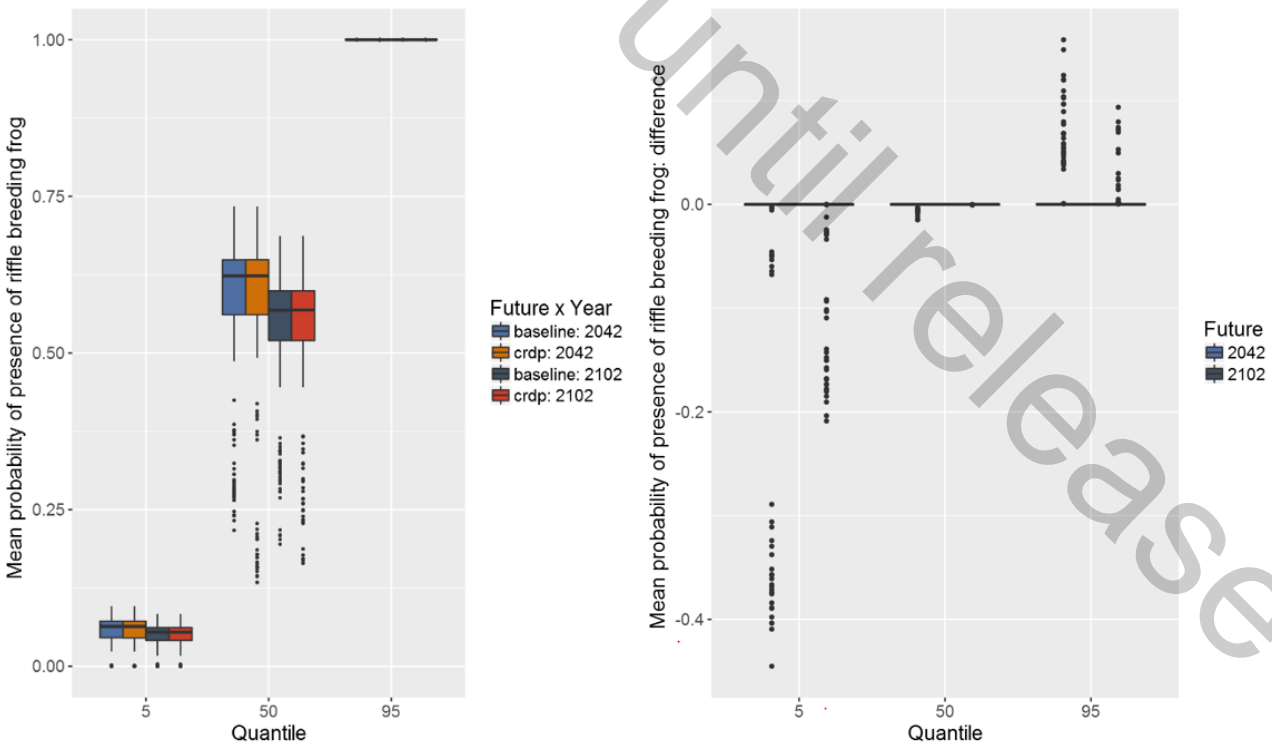 Mean probability of presence of riffle breeding frog
1.00
0.75
0.50
0.25
0.00
5 50 95
Quantile
Future x Year
baseline: 2042
crdp: 2042
baseline: 2102
crdp: 2102
Mean probability of presence of riffle breeding frog: difference
0.0
-0.2
-0.4
5 50 95
Quantile
Future
2042
2102
until release